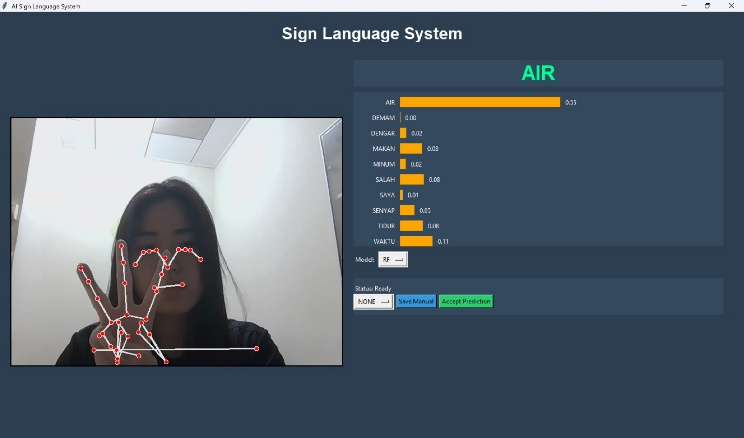 AI Sign Language System
Sign Language System
AIR
AIR 0.55
DEMAM 0.00
DENGAR 0.02
MAKAN 0.08
MINUM 0.02
SALAH 0.08
SAYA 0.01
SENYAP 0.05
TIDUR 0.08
WAKTU 0.11
Model: RF
Status: Ready
NONE Save Manual Accept Prediction